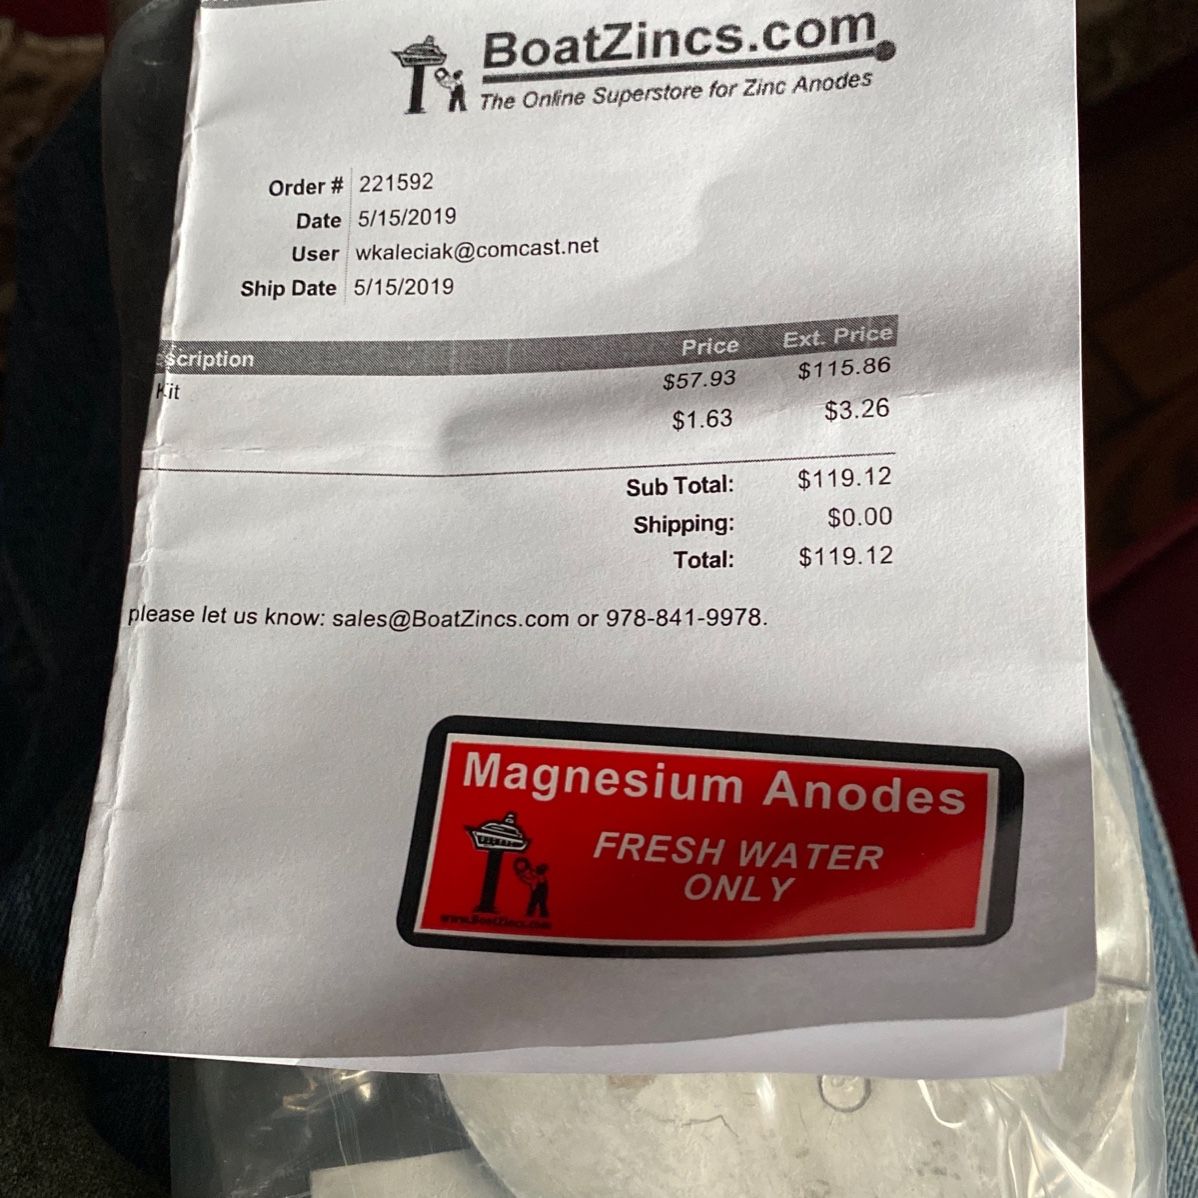 BoatZincs.com
The Online Superstore for Zinc Anodes
Order # 221592
Date 5/15/2019
User wkaleciak@comcast.net
Ship Date 5/15/2019
scription Price Ext. Price
Kit $57.93 $115.86
$1.63 $3.26
Sub Total: $119.12
Shipping: $0.00
Total: $119.12
please let us know: sales@BoatZincs.com or 978-841-9978.
Magnesium Anodes
FRESH WATER
ONLY
www.BoatZincs.com